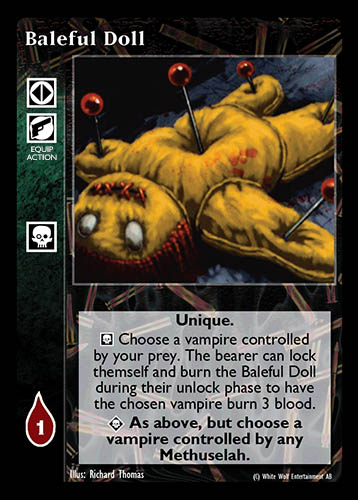 Baleful Doll
EQUIP
ACTION
Unique.
Choose a vampire controlled
by your prey. The bearer can lock
themself and burn the Baleful Doll
during their unlock phase to have
the chosen vampire burn 3 blood.
As above, but choose a
vampire controlled by any
Methuselah.
1
Illus: Richard Thomas
(C) White Wolf Entertainment AB